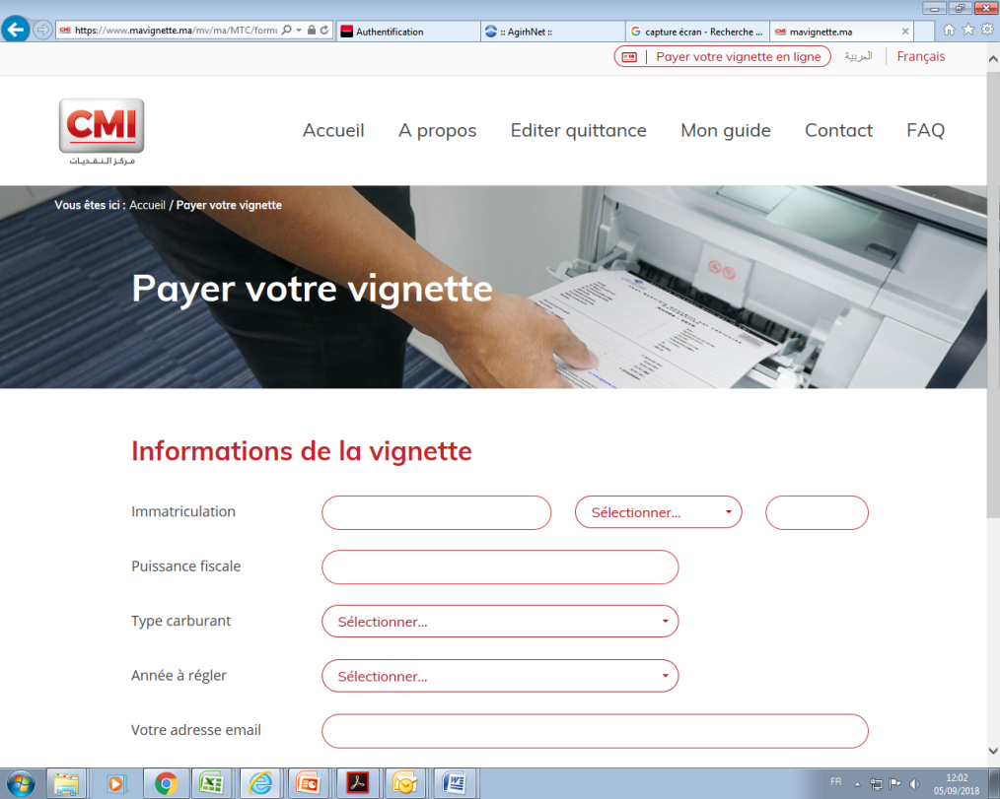 https://www.mavignette.ma/mv/ma/MTC/formu
Authentification
:: AgirhNet ::
capture écran - Recherche ...
mavignette.ma
Payer votre vignette en ligne
العربية
Français
CMI
مركز النقديات
Accueil
A propos
Editer quittance
Mon guide
Contact
FAQ
Vous êtes ici : Accueil / Payer votre vignette
Payer votre vignette
Informations de la vignette
Immatriculation
Sélectionner...
Puissance fiscale
Type carburant
Sélectionner...
Année à régler
Sélectionner...
Votre adresse email
FR
12:02
05/09/2018